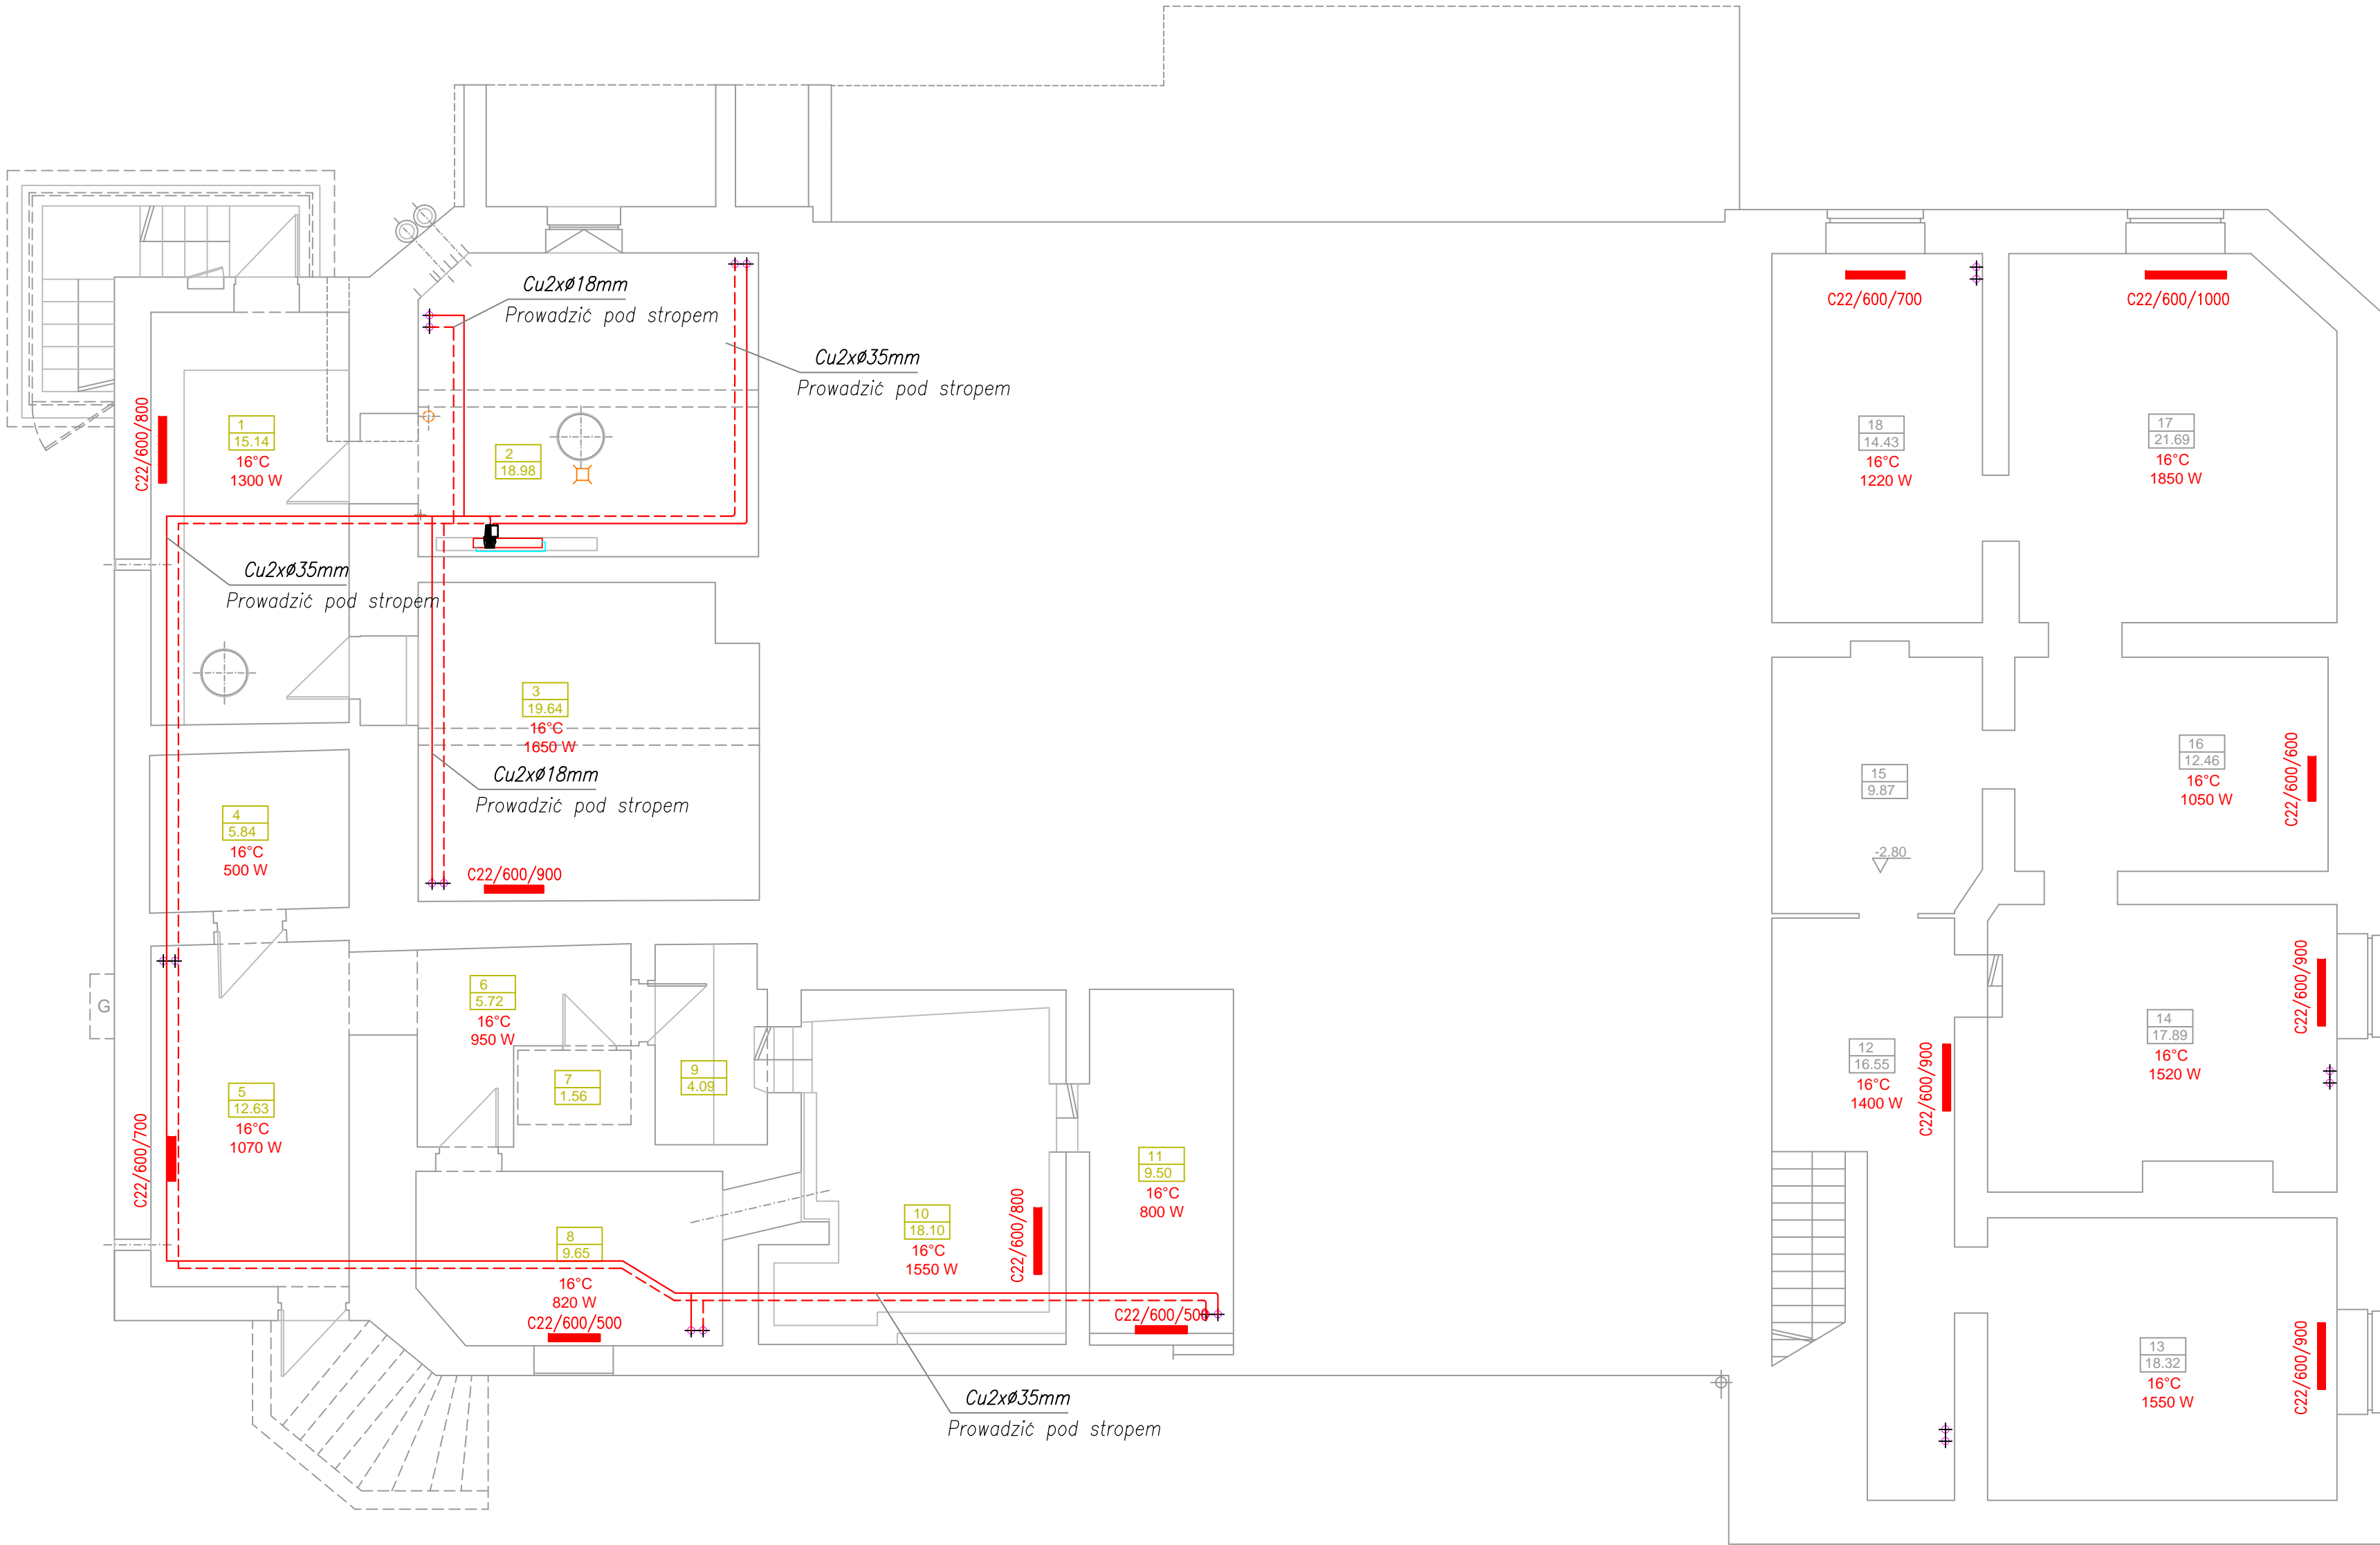 Cu2xø18mm
Prowadzić pod stropem
Cu2xø35mm
Prowadzić pod stropem
C22/600/800
1
15.14
16°C
1300 W
2
18.98
Cu2xø35mm
Prowadzić pod stropem
3
19.64
16°C
1650 W
Cu2xø18mm
Prowadzić pod stropem
C22/600/900
4
5.84
16°C
500 W
G
5
12.63
16°C
1070 W
C22/600/700
6
5.72
16°C
950 W
7
1.56
9
4.09
8
9.65
16°C
820 W
C22/600/500
10
18.10
16°C
1550 W
C22/600/800
11
9.50
16°C
800 W
C22/600/500
Cu2xø35mm
Prowadzić pod stropem
C22/600/700
C22/600/1000
18
14.43
16°C
1220 W
17
21.69
16°C
1850 W
15
9.87
-2.80
16
12.46
16°C
1050 W
C22/600/600
12
16.55
16°C
1400 W
C22/600/900
14
17.89
16°C
1520 W
C22/600/900
13
18.32
16°C
1550 W
C22/600/900